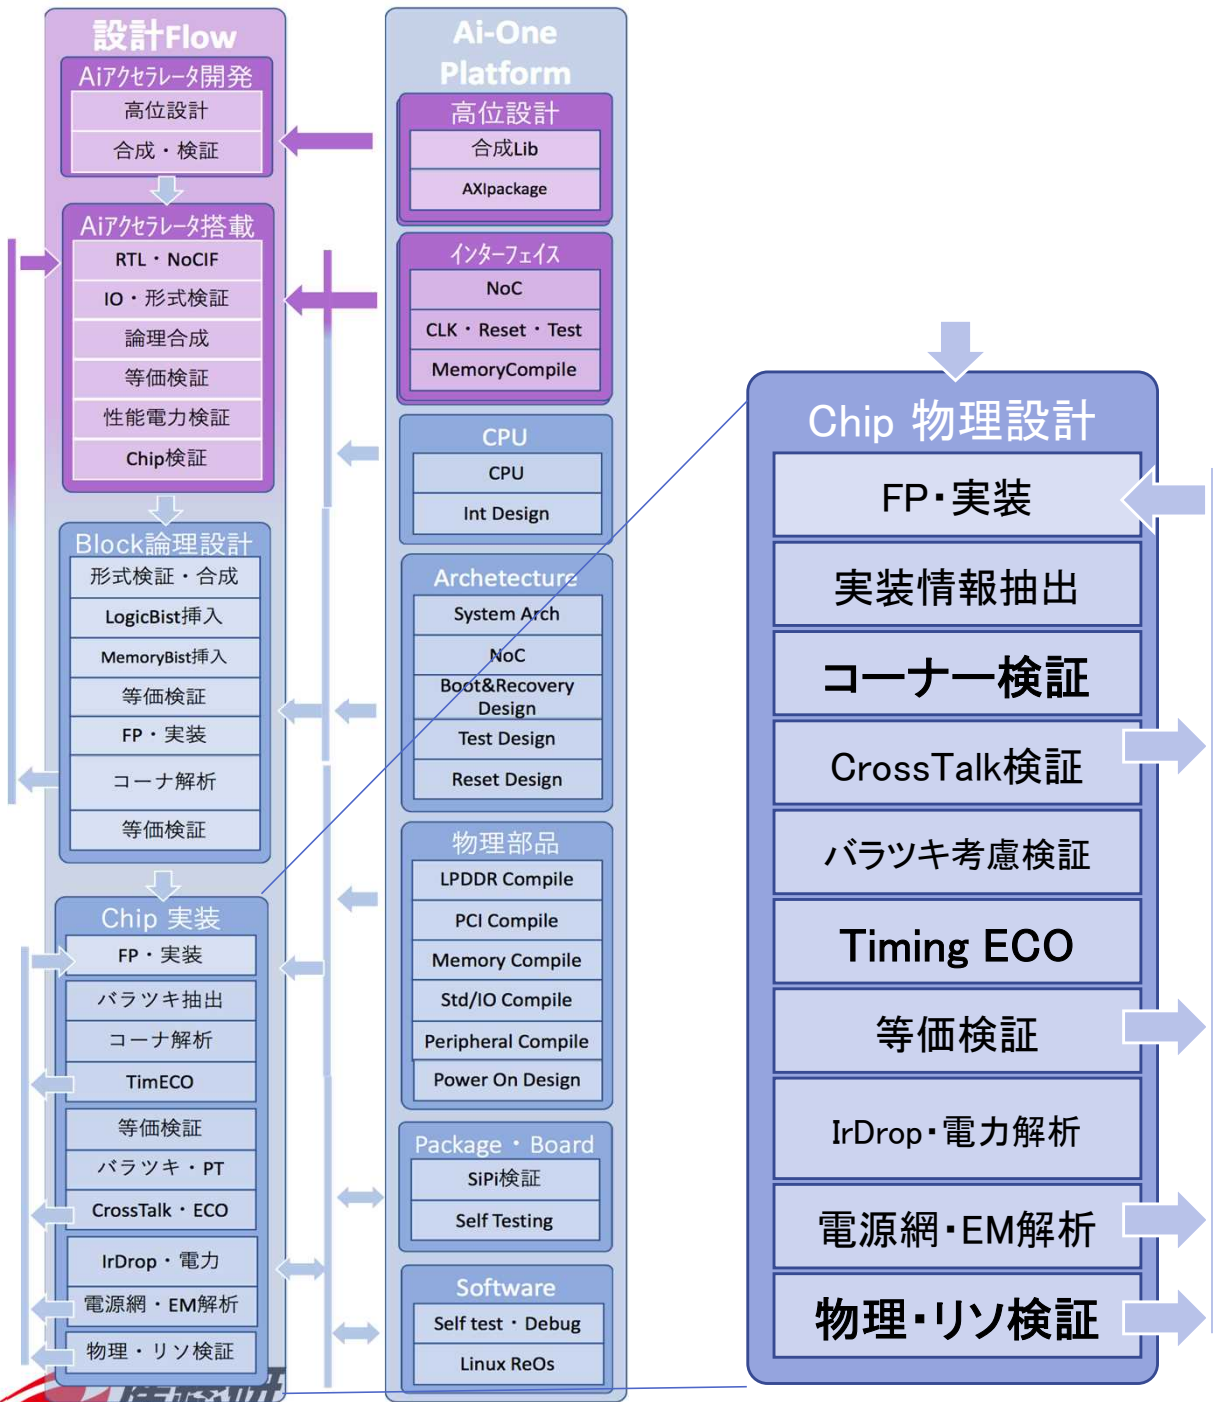 設計Flow
Aiアクセラレータ開発
高位設計
合成・検証
Aiアクセラレータ搭載
RTL・NoCIF
IO・形式検証
論理合成
等価検証
性能電力検証
Chip検証
Block論理設計
形式検証・合成
LogicBist挿入
MemoryBist挿入
等価検証
FP・実装
コーナ解析
等価検証
Chip 実装
FP・実装
バラツキ抽出
コーナ解析
TimECO
等価検証
バラツキ・PT
CrossTalk・ECO
IrDrop・電力
電源網・EM解析
物理・リソ検証
Ai-One
Platform
高位設計
合成Lib
AXIpackage
インターフェイス
NoC
CLK・Reset・Test
MemoryCompile
CPU
CPU
Int Design
Archetecture
System Arch
NoC
Boot&Recovery
Design
Test Design
Reset Design
物理部品
LPDDR Compile
PCI Compile
Memory Compile
Std/IO Compile
Peripheral Compile
Power On Design
Package・Board
SiPi検証
Self Testing
Software
Self test・Debug
Linux ReOs
Chip 物理設計
FP・実装
実装情報抽出
コーナー検証
CrossTalk検証
バラツキ考慮検証
Timing ECO
等価検証
IrDrop・電力解析
電源網・EM解析
物理・リソ検証